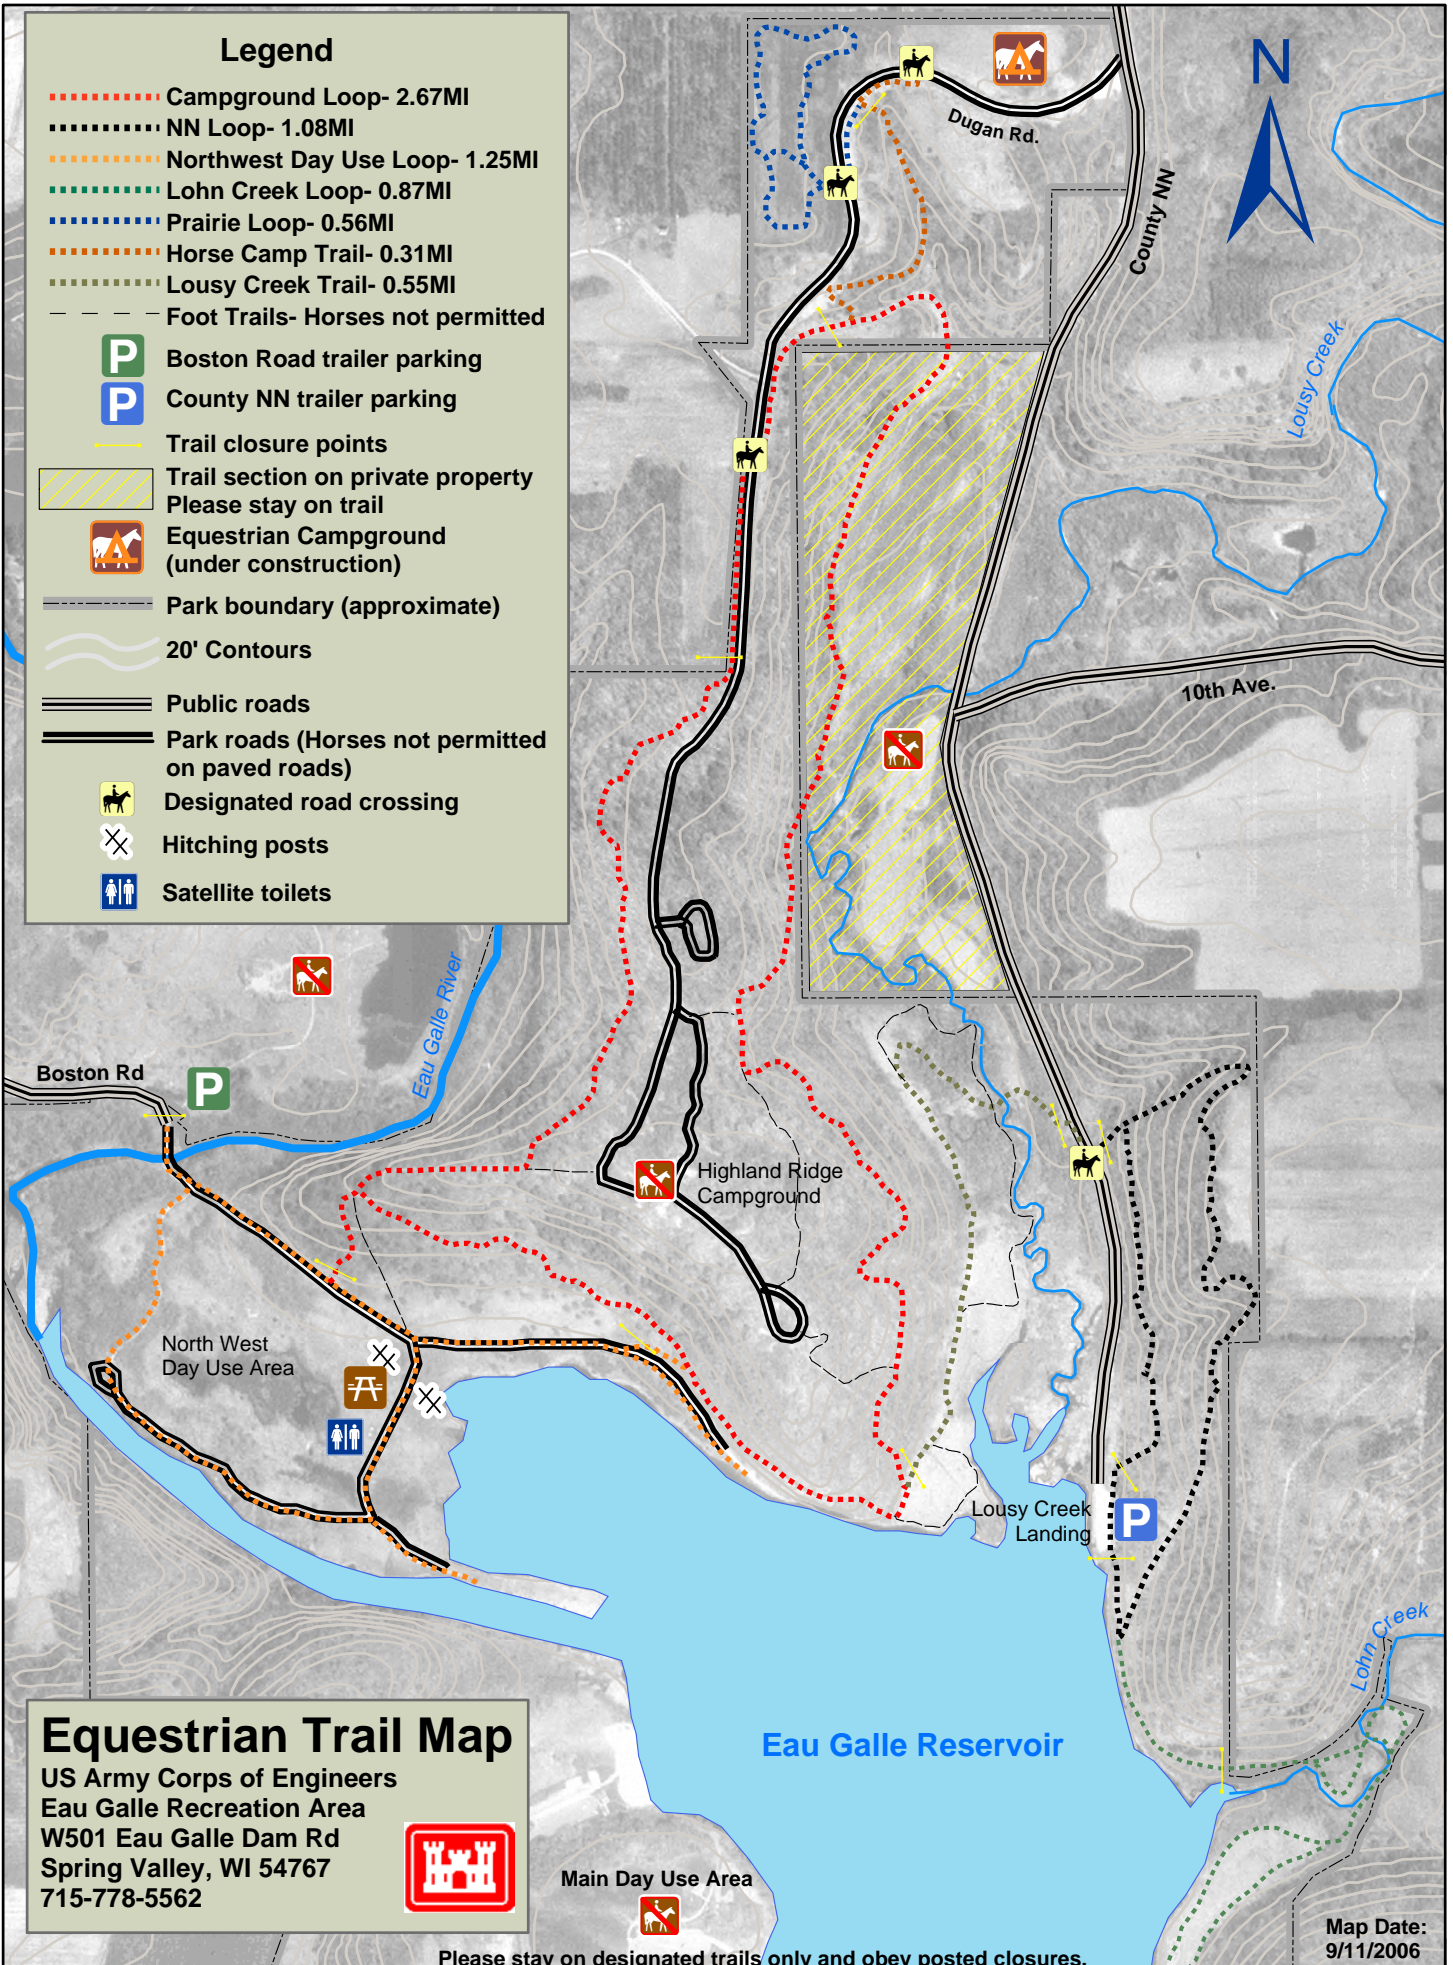 Legend
Campground Loop- 2.67MI
NN Loop- 1.08MI
Northwest Day Use Loop- 1.25MI
Lohn Creek Loop- 0.87MI
Prairie Loop- 0.56MI
Horse Camp Trail- 0.31MI
Lousy Creek Trail- 0.55MI
Foot Trails- Horses not permitted
P Boston Road trailer parking
P County NN trailer parking
Trail closure points
Trail section on private property
Please stay on trail
Equestrian Campground
(under construction)
Park boundary (approximate)
20' Contours
Public roads
Park roads (Horses not permitted
on paved roads)
Designated road crossing
Hitching posts
Satellite toilets
N
Dugan Rd.
County NN
Lousy Creek
10th Ave.
Eau Galle River
Boston Rd
P
Highland Ridge
Campground
North West
Day Use Area
Lousy Creek
Landing
P
Lohn Creek
Eau Galle Reservoir
Equestrian Trail Map
US Army Corps of Engineers
Eau Galle Recreation Area
W501 Eau Galle Dam Rd
Spring Valley, WI 54767
715-778-5562
Main Day Use Area
Please stay on designated trails only and obey posted closures.
Map Date:
9/11/2006